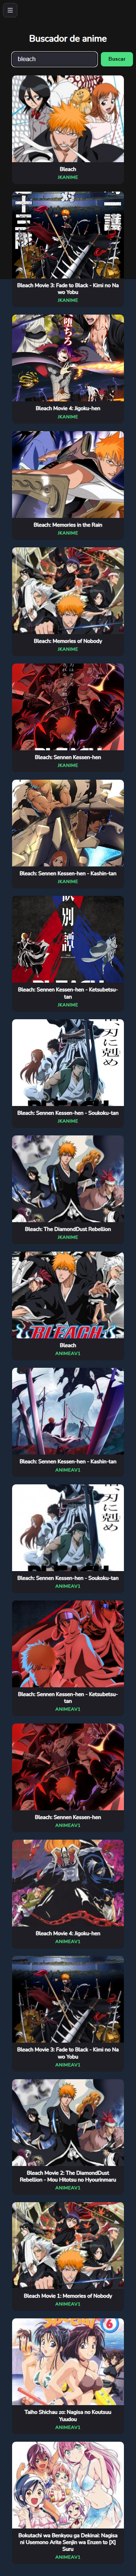 Buscador de anime
bleach
Buscar
Bleach
JKANIME
Bleach Movie 3: Fade to Black - Kimi no Na
wo Yobu
JKANIME
Bleach Movie 4: Jigoku-hen
JKANIME
Bleach: Memories in the Rain
JKANIME
Bleach: Memories of Nobody
JKANIME
Bleach: Sennen Kessen-hen
JKANIME
Bleach: Sennen Kessen-hen - Kashin-tan
JKANIME
Bleach: Sennen Kessen-hen - Ketsubetsu-
tan
JKANIME
Bleach: Sennen Kessen-hen - Soukoku-tan
JKANIME
Bleach: The DiamondDust Rebellion
JKANIME
BLEACH
Bleach
ANIMEAV1
Bleach: Sennen Kessen-hen - Kashin-tan
ANIMEAV1
Bleach: Sennen Kessen-hen - Soukoku-tan
ANIMEAV1
Bleach: Sennen Kessen-hen - Ketsubetsu-
tan
ANIMEAV1
Bleach: Sennen Kessen-hen
ANIMEAV1
Bleach Movie 4: Jigoku-hen
ANIMEAV1
Bleach Movie 3: Fade to Black - Kimi no Na
wo Yobu
ANIMEAV1
Bleach Movie 2: The DiamondDust
Rebellion - Moo Hitotsu no Hyourinmaru
ANIMEAV1
Bleach Movie 1: Memories of Nobody
ANIMEAV1
6
Taiho Shichau zo: Nagisa no Koutsuu
Yuudou
ANIMEAV1
Bokutachi wa Benkyou ga Dekinai: Nagisa
ni Usemono Arite Senjin wa Enzen to [X]
Suru
ANIMEAV1